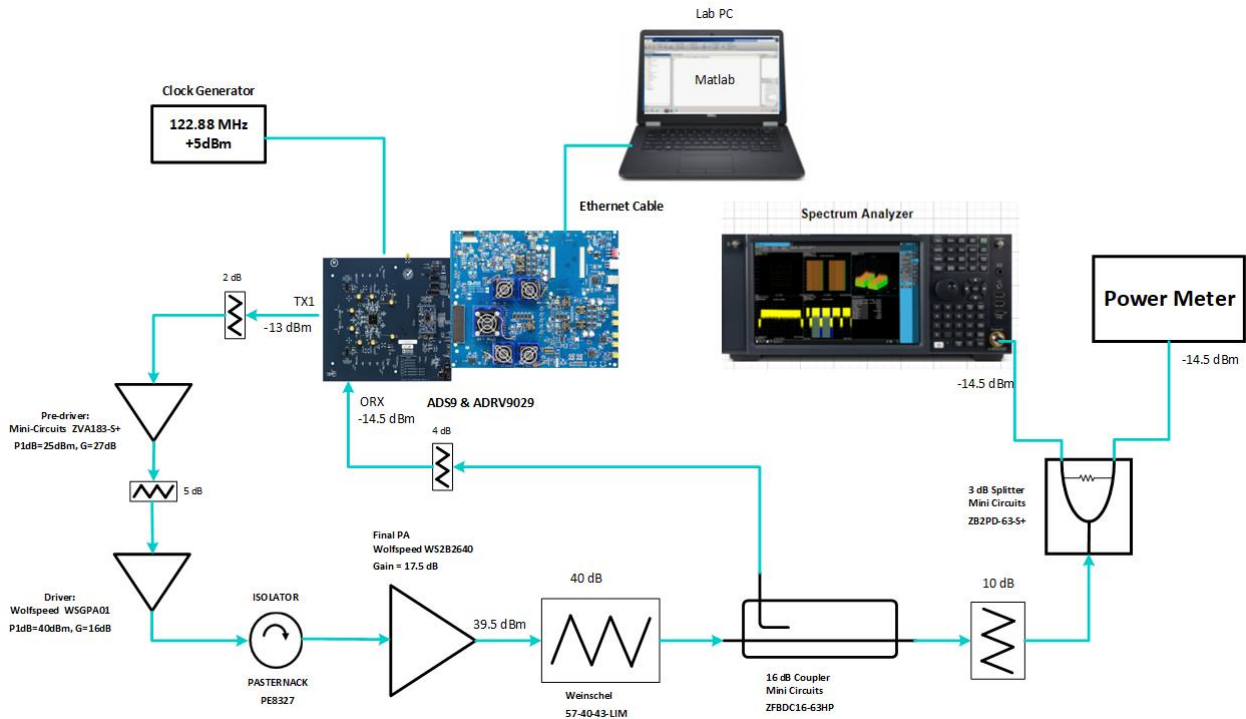 Lab PC
Matlab
Clock Generator
122.88 MHz
+5dBm
Ethernet Cable
Spectrum Analyzer
2 dB
TX1
-13 dBm
Power Meter
-14.5 dBm
-14.5 dBm
ORX
-14.5 dBm
ADS9 & ADRV9029
Pre-driver:
Mini-Circuits ZVA183-S+
P1dB=25dBm, G=27dB
4 dB
5 dB
3 dB Splitter
Mini Circuits
ZB2PD-63-S+
Final PA
Wolfspeed WS2B2640
Gain = 17.5 dB
Driver:
Wolfspeed WSGPA01
P1dB=40dBm, G=16dB
ISOLATOR
PASTERNACK
PE8327
39.5 dBm
40 dB
Weinschel
57-40-43-LIM
16 dB Coupler
Mini Circuits
ZFBDC16-63HP
10 dB